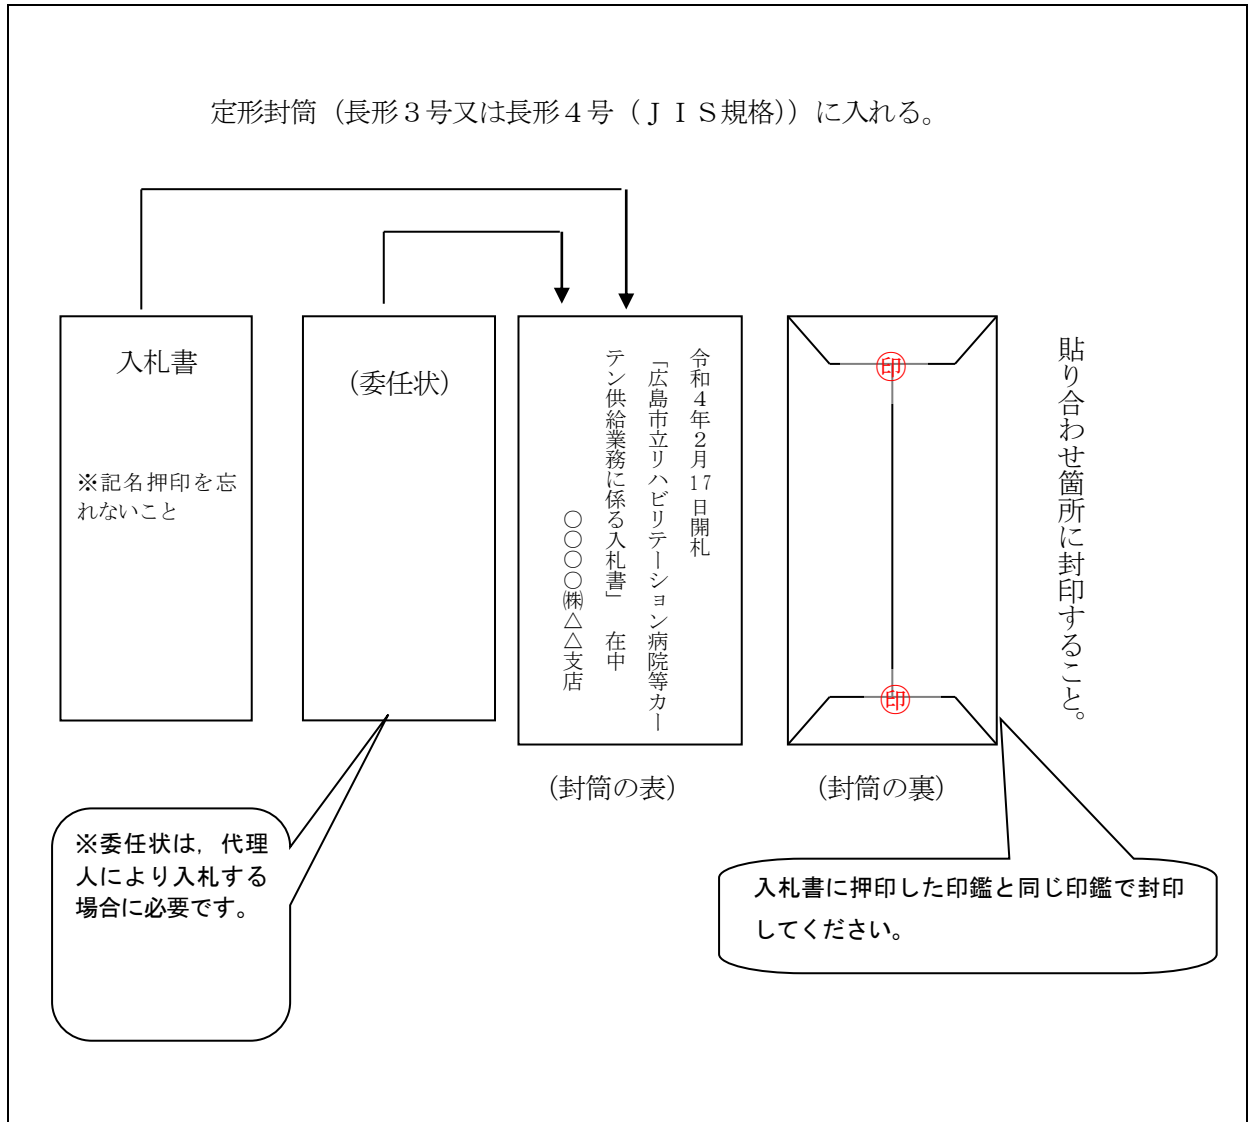 定形封筒（長形３号又は長形４号（ＪＩＳ規格））に入れる。
入札書
※記名押印を忘
れないこと
（委任状）
令和４年２月17日開札
「広島市立リハビリテーション病院等カー
テン供給業務に係る入札書」　在中
○○○○㈱△△支店
印
印
貼り合わせ箇所に封印すること。
（封筒の表）
（封筒の裏）
※委任状は，代理
人により入札する
場合に必要です。
入札書に押印した印鑑と同じ印鑑で封印
してください。